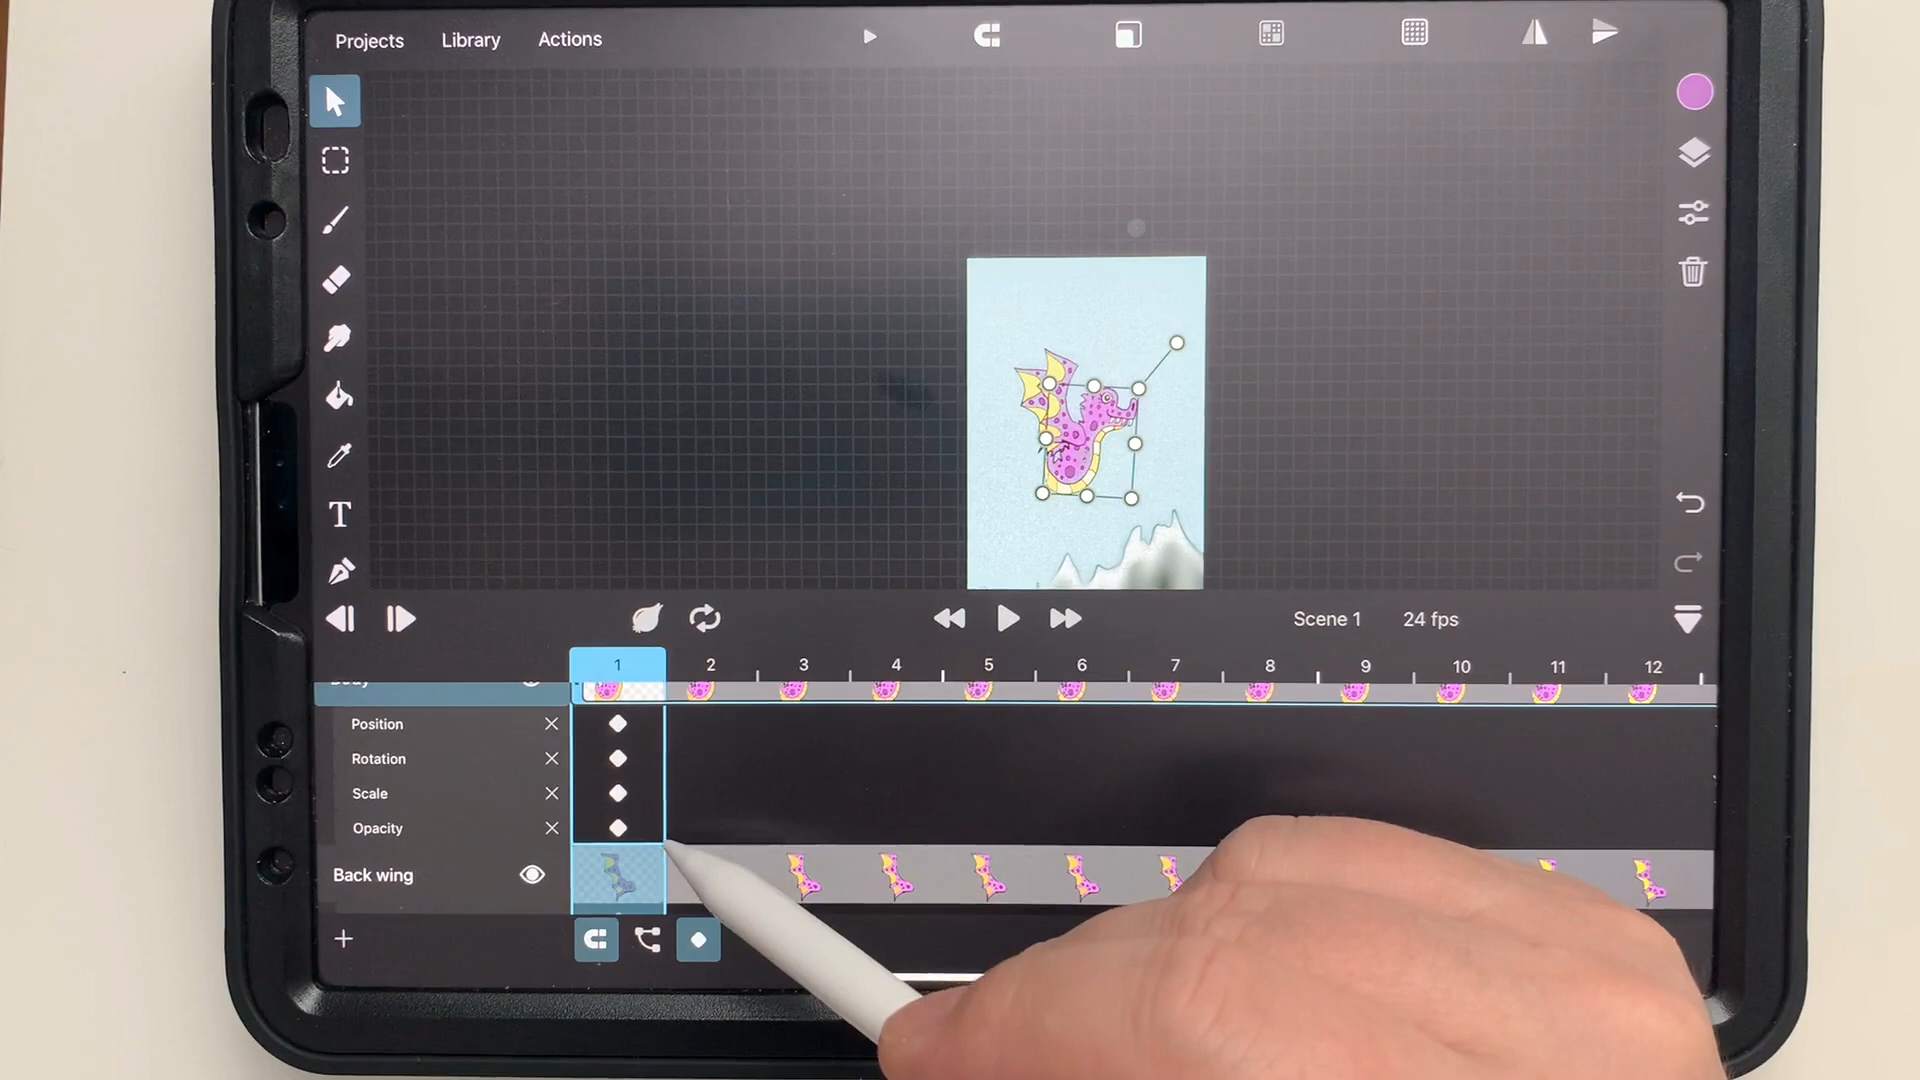 Projects Library Actions
T
Scene 1 24 fps
1 2 3 4 5 6 7 8 9 10 11 12
Body
Position
Rotation
Scale
Opacity
Back wing